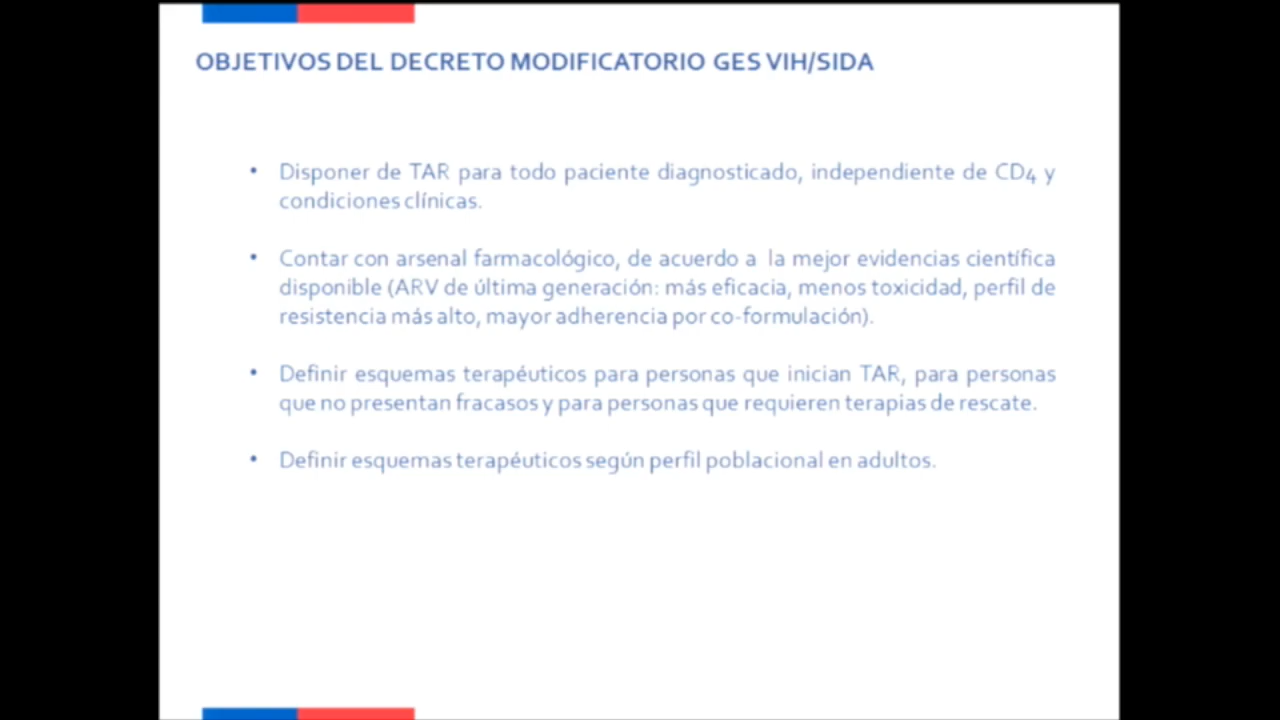 OBJETIVOS DEL DECRETO MODIFICATORIO GES VIH/SIDA
• Disponer de TAR para todo paciente diagnosticado, independiente de CD4 y
condiciones clínicas.
• Contar con arsenal farmacológico, de acuerdo a la mejor evidencias científica
disponible (ARV de última generación: más eficacia, menos toxicidad, perfil de
resistencia más alto, mayor adherencia por co-formulación).
• Definir esquemas terapéuticos para personas que inician TAR, para personas
que no presentan fracasos y para personas que requieren terapias de rescate.
• Definir esquemas terapéuticos según perfil poblacional en adultos.